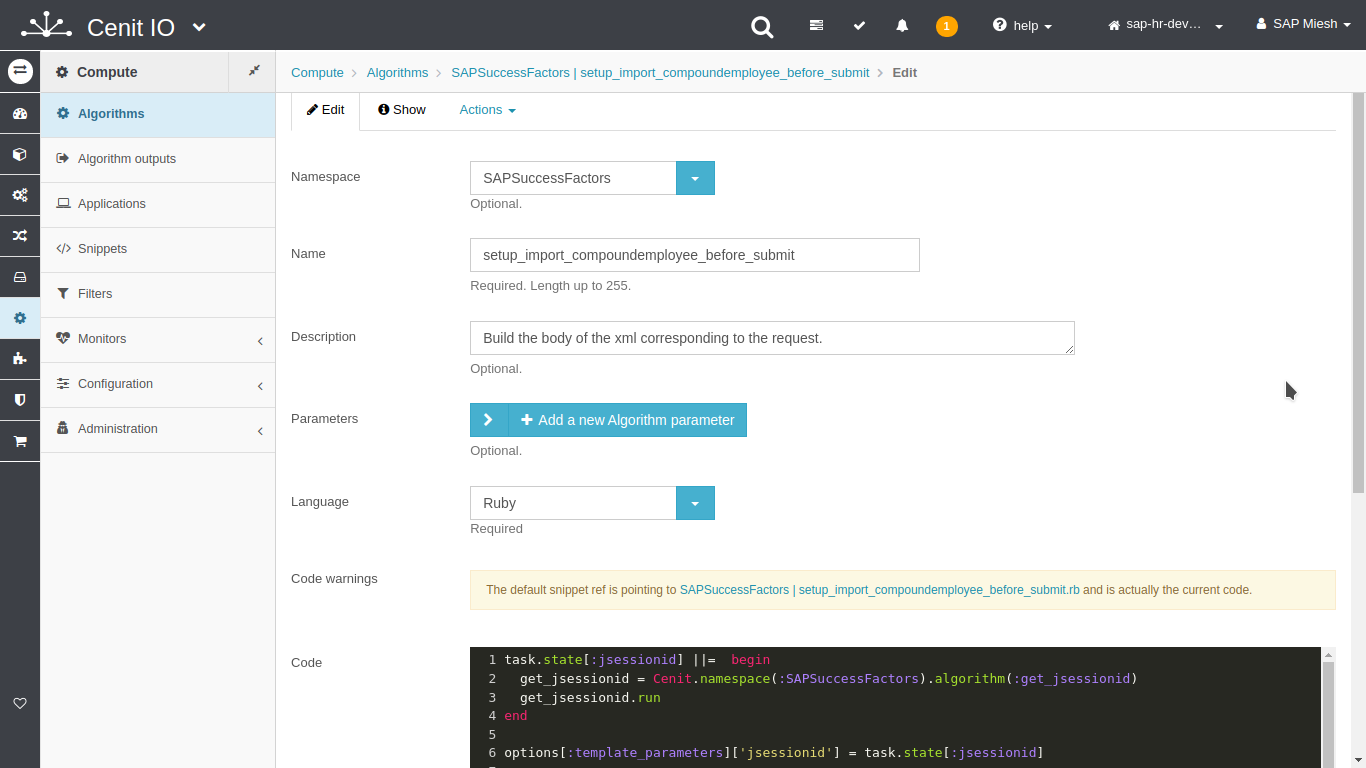 Cenit IO
1
help
sap-hr-dev…
SAP Miesh
Compute
Compute
Algorithms
SAPSuccessFactors | setup_import_compoundemployee_before_submit
Edit
Algorithms
Algorithm outputs
Applications
Snippets
Filters
Monitors
Configuration
Administration
Edit
Show
Actions
Namespace
SAPSuccessFactors
Optional.
Name
setup_import_compoundemployee_before_submit
Required. Length up to 255.
Description
Build the body of the xml corresponding to the request.
Optional.
Parameters
Add a new Algorithm parameter
Optional.
Language
Ruby
Required
Code warnings
The default snippet ref is pointing to SAPSuccessFactors | setup_import_compoundemployee_before_submit.rb and is actually the current code.
Code
1 task.state[:jsessionid] ||=  begin
2   get_jsessionid = Cenit.namespace(:SAPSuccessFactors).algorithm(:get_jsessionid)
3   get_jsessionid.run
4 end
5
6 options[:template_parameters]['jsessionid'] = task.state[:jsessionid]